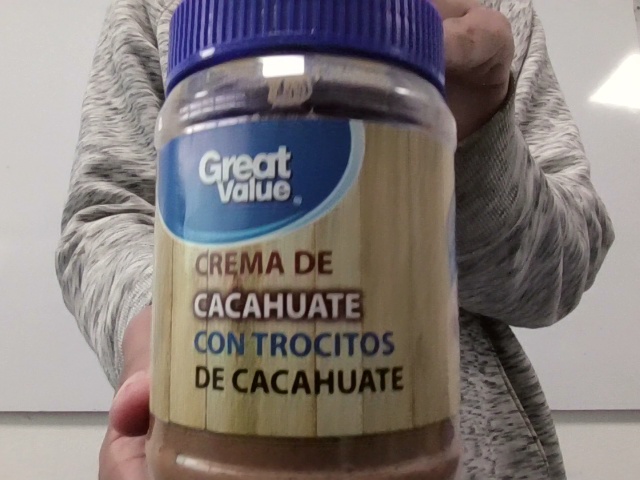 Great
Value
CREMA DE
CACAHUATE
CON TROCITOS
DE CACAHUATE